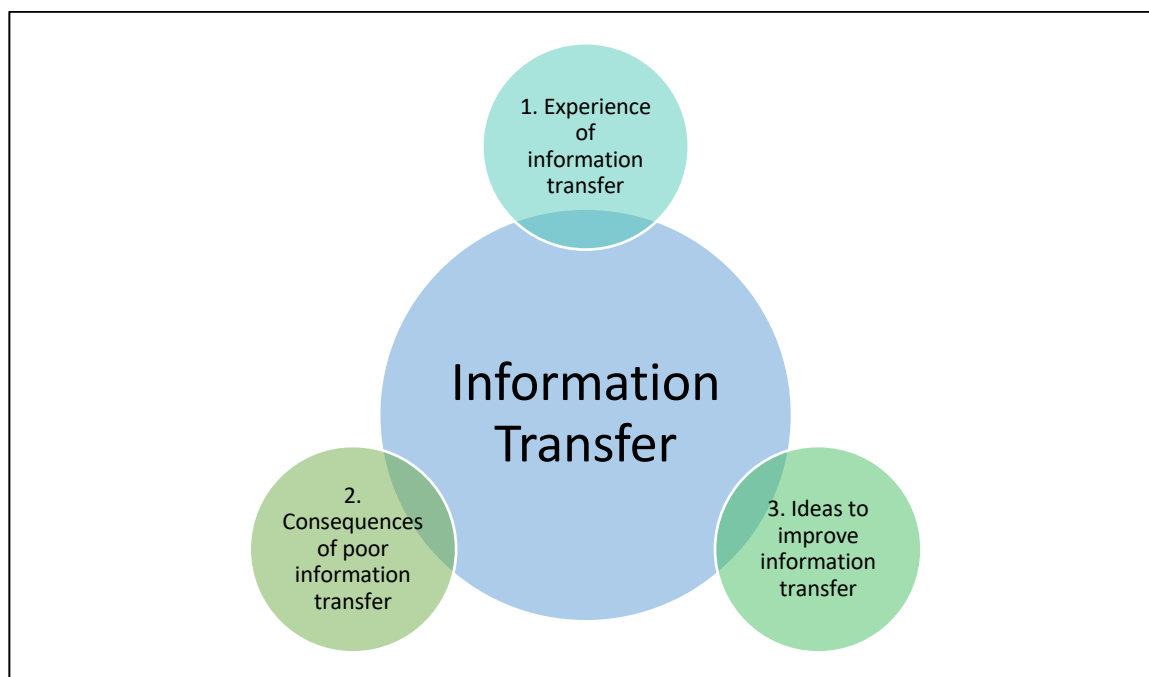 1. Experience
of
information
transfer
Information
Transfer
2.
Consequences
of poor
information
transfer
3. Ideas to
improve
information
transfer